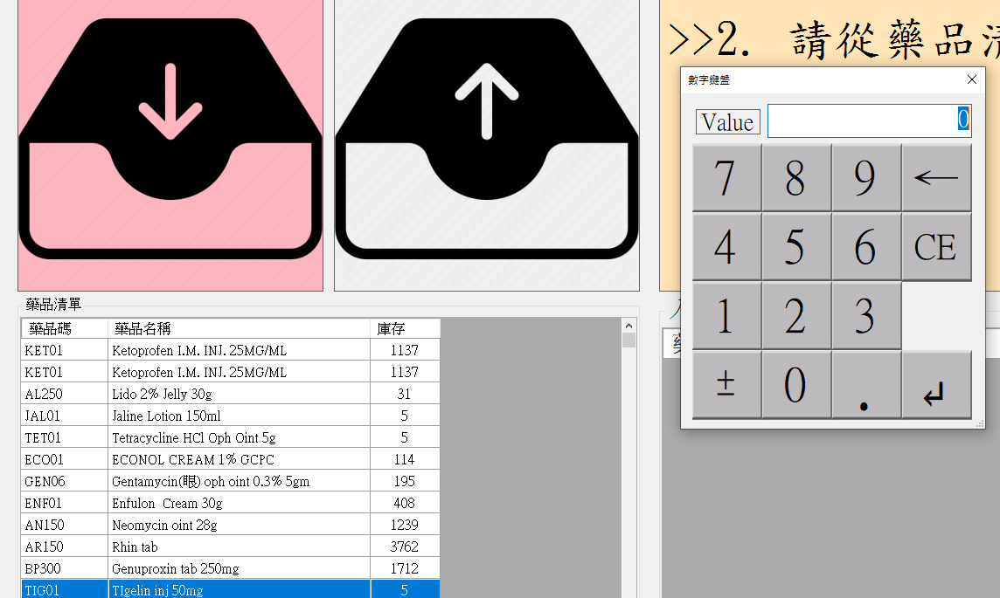 >>2. 請從藥品清
數字鍵盤
Value 0
7 8 9 ←
4 5 6 CE
1 2 3
± 0 . ↵
藥品清單
藥品碼 藥品名稱 庫存
KET01 Ketoprofen I.M. INJ. 25MG/ML 1137
KET01 Ketoprofen I.M. INJ. 25MG/ML 1137
AL250 Lido 2% Jelly 30g 31
JAL01 Jaline Lotion 150ml 5
TET01 Tetracycline HCl Oph Oint 5g 5
ECO01 ECONOL CREAM 1% GCPC 114
GEN06 Gentamycin(眼) oph oint 0.3% 5gm 195
ENF01 Enfulon  Cream 30g 408
AN150 Neomycin oint 28g 1239
AR150 Rhin tab 3762
BP300 Genuproxin tab 250mg 1712
TIG01 TIgelin inj 50mg 5